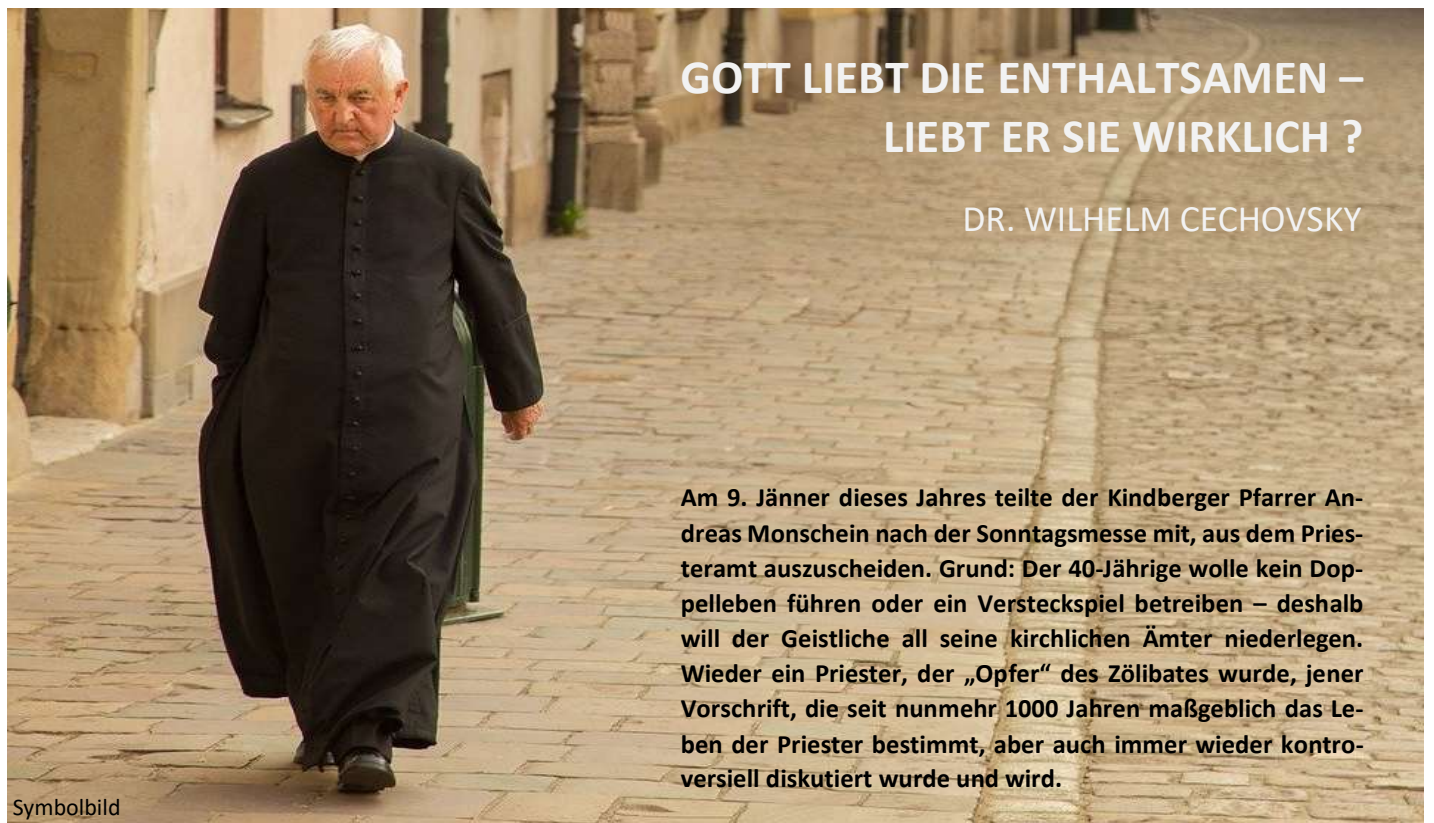 GOTT LIEBT DIE ENTHALTSAMEN –
LIEBT ER SIE WIRKLICH ?
DR. WILHELM CECHOVSKY
Am 9. Jänner dieses Jahres teilte der Kindberger Pfarrer An-
dreas Monschein nach der Sonntagsmesse mit, aus dem Pries-
teramt auszuscheiden. Grund: Der 40-Jährige wolle kein Dop-
pelleben führen oder ein Versteckspiel betreiben – deshalb
will der Geistliche all seine kirchlichen Ämter niederlegen.
Wieder ein Priester, der „Opfer“ des Zölibates wurde, jener
Vorschrift, die seit nunmehr 1000 Jahren maßgeblich das Le-
ben der Priester bestimmt, aber auch immer wieder kontro-
versiell diskutiert wurde und wird.
Symbolbild